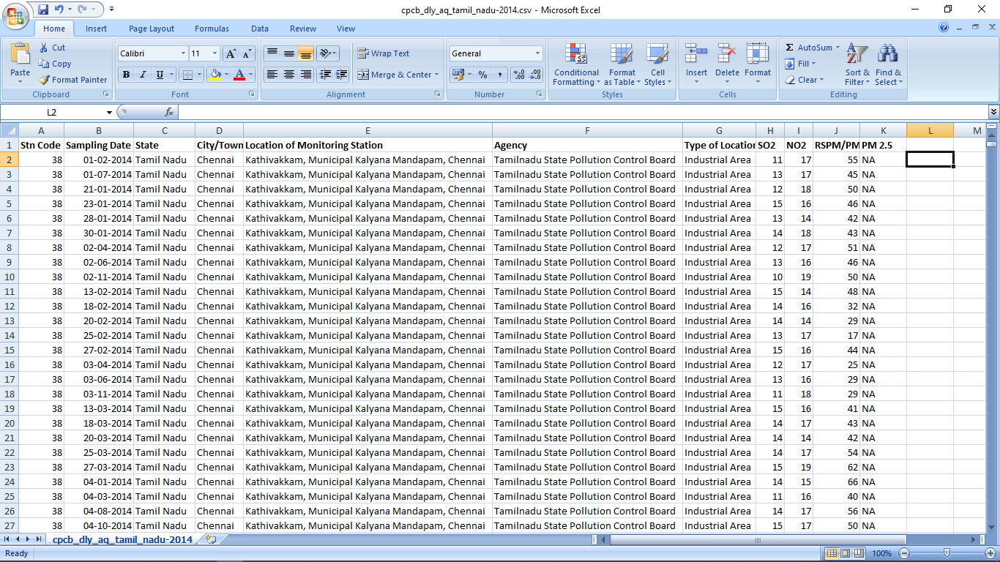 cpcb_dly_aq_tamil_nadu-2014.csv - Microsoft Excel
Home Insert Page Layout Formulas Data Review View
Paste Cut Copy Format Painter Clipboard
Calibri 11 B I U A A A Font
Wrap Text Merge & Center Alignment
General % , .00 .0 Number
Conditional Formatting Format as Table Cell Styles Styles
Insert Delete Format Cells
Σ AutoSum Fill Clear Sort & Filter Find & Select Editing
L2 fx
A B C D E F G H I J K L M
1 Stn Code Sampling Date State City/Town Location of Monitoring Station Agency Type of Location SO2 NO2 RSPM/PM PM 2.5
2 38 01-02-2014 Tamil Nadu Chennai Kathivakkam, Municipal Kalyana Mandapam, Chennai Tamilnadu State Pollution Control Board Industrial Area 11 17 55 NA
3 38 01-07-2014 Tamil Nadu Chennai Kathivakkam, Municipal Kalyana Mandapam, Chennai Tamilnadu State Pollution Control Board Industrial Area 13 17 45 NA
4 38 21-01-2014 Tamil Nadu Chennai Kathivakkam, Municipal Kalyana Mandapam, Chennai Tamilnadu State Pollution Control Board Industrial Area 12 18 50 NA
5 38 23-01-2014 Tamil Nadu Chennai Kathivakkam, Municipal Kalyana Mandapam, Chennai Tamilnadu State Pollution Control Board Industrial Area 15 16 46 NA
6 38 28-01-2014 Tamil Nadu Chennai Kathivakkam, Municipal Kalyana Mandapam, Chennai Tamilnadu State Pollution Control Board Industrial Area 13 14 42 NA
7 38 30-01-2014 Tamil Nadu Chennai Kathivakkam, Municipal Kalyana Mandapam, Chennai Tamilnadu State Pollution Control Board Industrial Area 14 18 43 NA
8 38 02-04-2014 Tamil Nadu Chennai Kathivakkam, Municipal Kalyana Mandapam, Chennai Tamilnadu State Pollution Control Board Industrial Area 12 17 51 NA
9 38 02-06-2014 Tamil Nadu Chennai Kathivakkam, Municipal Kalyana Mandapam, Chennai Tamilnadu State Pollution Control Board Industrial Area 13 16 46 NA
10 38 02-11-2014 Tamil Nadu Chennai Kathivakkam, Municipal Kalyana Mandapam, Chennai Tamilnadu State Pollution Control Board Industrial Area 10 19 50 NA
11 38 13-02-2014 Tamil Nadu Chennai Kathivakkam, Municipal Kalyana Mandapam, Chennai Tamilnadu State Pollution Control Board Industrial Area 15 14 48 NA
12 38 18-02-2014 Tamil Nadu Chennai Kathivakkam, Municipal Kalyana Mandapam, Chennai Tamilnadu State Pollution Control Board Industrial Area 14 16 32 NA
13 38 20-02-2014 Tamil Nadu Chennai Kathivakkam, Municipal Kalyana Mandapam, Chennai Tamilnadu State Pollution Control Board Industrial Area 14 14 29 NA
14 38 25-02-2014 Tamil Nadu Chennai Kathivakkam, Municipal Kalyana Mandapam, Chennai Tamilnadu State Pollution Control Board Industrial Area 13 17 17 NA
15 38 27-02-2014 Tamil Nadu Chennai Kathivakkam, Municipal Kalyana Mandapam, Chennai Tamilnadu State Pollution Control Board Industrial Area 15 16 44 NA
16 38 03-04-2014 Tamil Nadu Chennai Kathivakkam, Municipal Kalyana Mandapam, Chennai Tamilnadu State Pollution Control Board Industrial Area 12 17 25 NA
17 38 03-06-2014 Tamil Nadu Chennai Kathivakkam, Municipal Kalyana Mandapam, Chennai Tamilnadu State Pollution Control Board Industrial Area 13 16 29 NA
18 38 03-11-2014 Tamil Nadu Chennai Kathivakkam, Municipal Kalyana Mandapam, Chennai Tamilnadu State Pollution Control Board Industrial Area 11 18 29 NA
19 38 13-03-2014 Tamil Nadu Chennai Kathivakkam, Municipal Kalyana Mandapam, Chennai Tamilnadu State Pollution Control Board Industrial Area 15 16 41 NA
20 38 18-03-2014 Tamil Nadu Chennai Kathivakkam, Municipal Kalyana Mandapam, Chennai Tamilnadu State Pollution Control Board Industrial Area 14 17 43 NA
21 38 20-03-2014 Tamil Nadu Chennai Kathivakkam, Municipal Kalyana Mandapam, Chennai Tamilnadu State Pollution Control Board Industrial Area 14 14 42 NA
22 38 25-03-2014 Tamil Nadu Chennai Kathivakkam, Municipal Kalyana Mandapam, Chennai Tamilnadu State Pollution Control Board Industrial Area 14 17 54 NA
23 38 27-03-2014 Tamil Nadu Chennai Kathivakkam, Municipal Kalyana Mandapam, Chennai Tamilnadu State Pollution Control Board Industrial Area 15 19 62 NA
24 38 04-01-2014 Tamil Nadu Chennai Kathivakkam, Municipal Kalyana Mandapam, Chennai Tamilnadu State Pollution Control Board Industrial Area 14 15 66 NA
25 38 04-03-2014 Tamil Nadu Chennai Kathivakkam, Municipal Kalyana Mandapam, Chennai Tamilnadu State Pollution Control Board Industrial Area 11 16 40 NA
26 38 04-08-2014 Tamil Nadu Chennai Kathivakkam, Municipal Kalyana Mandapam, Chennai Tamilnadu State Pollution Control Board Industrial Area 14 17 56 NA
27 38 04-10-2014 Tamil Nadu Chennai Kathivakkam, Municipal Kalyana Mandapam, Chennai Tamilnadu State Pollution Control Board Industrial Area 15 17 50 NA
cpcb_dly_aq_tamil_nadu-2014
Ready 100%